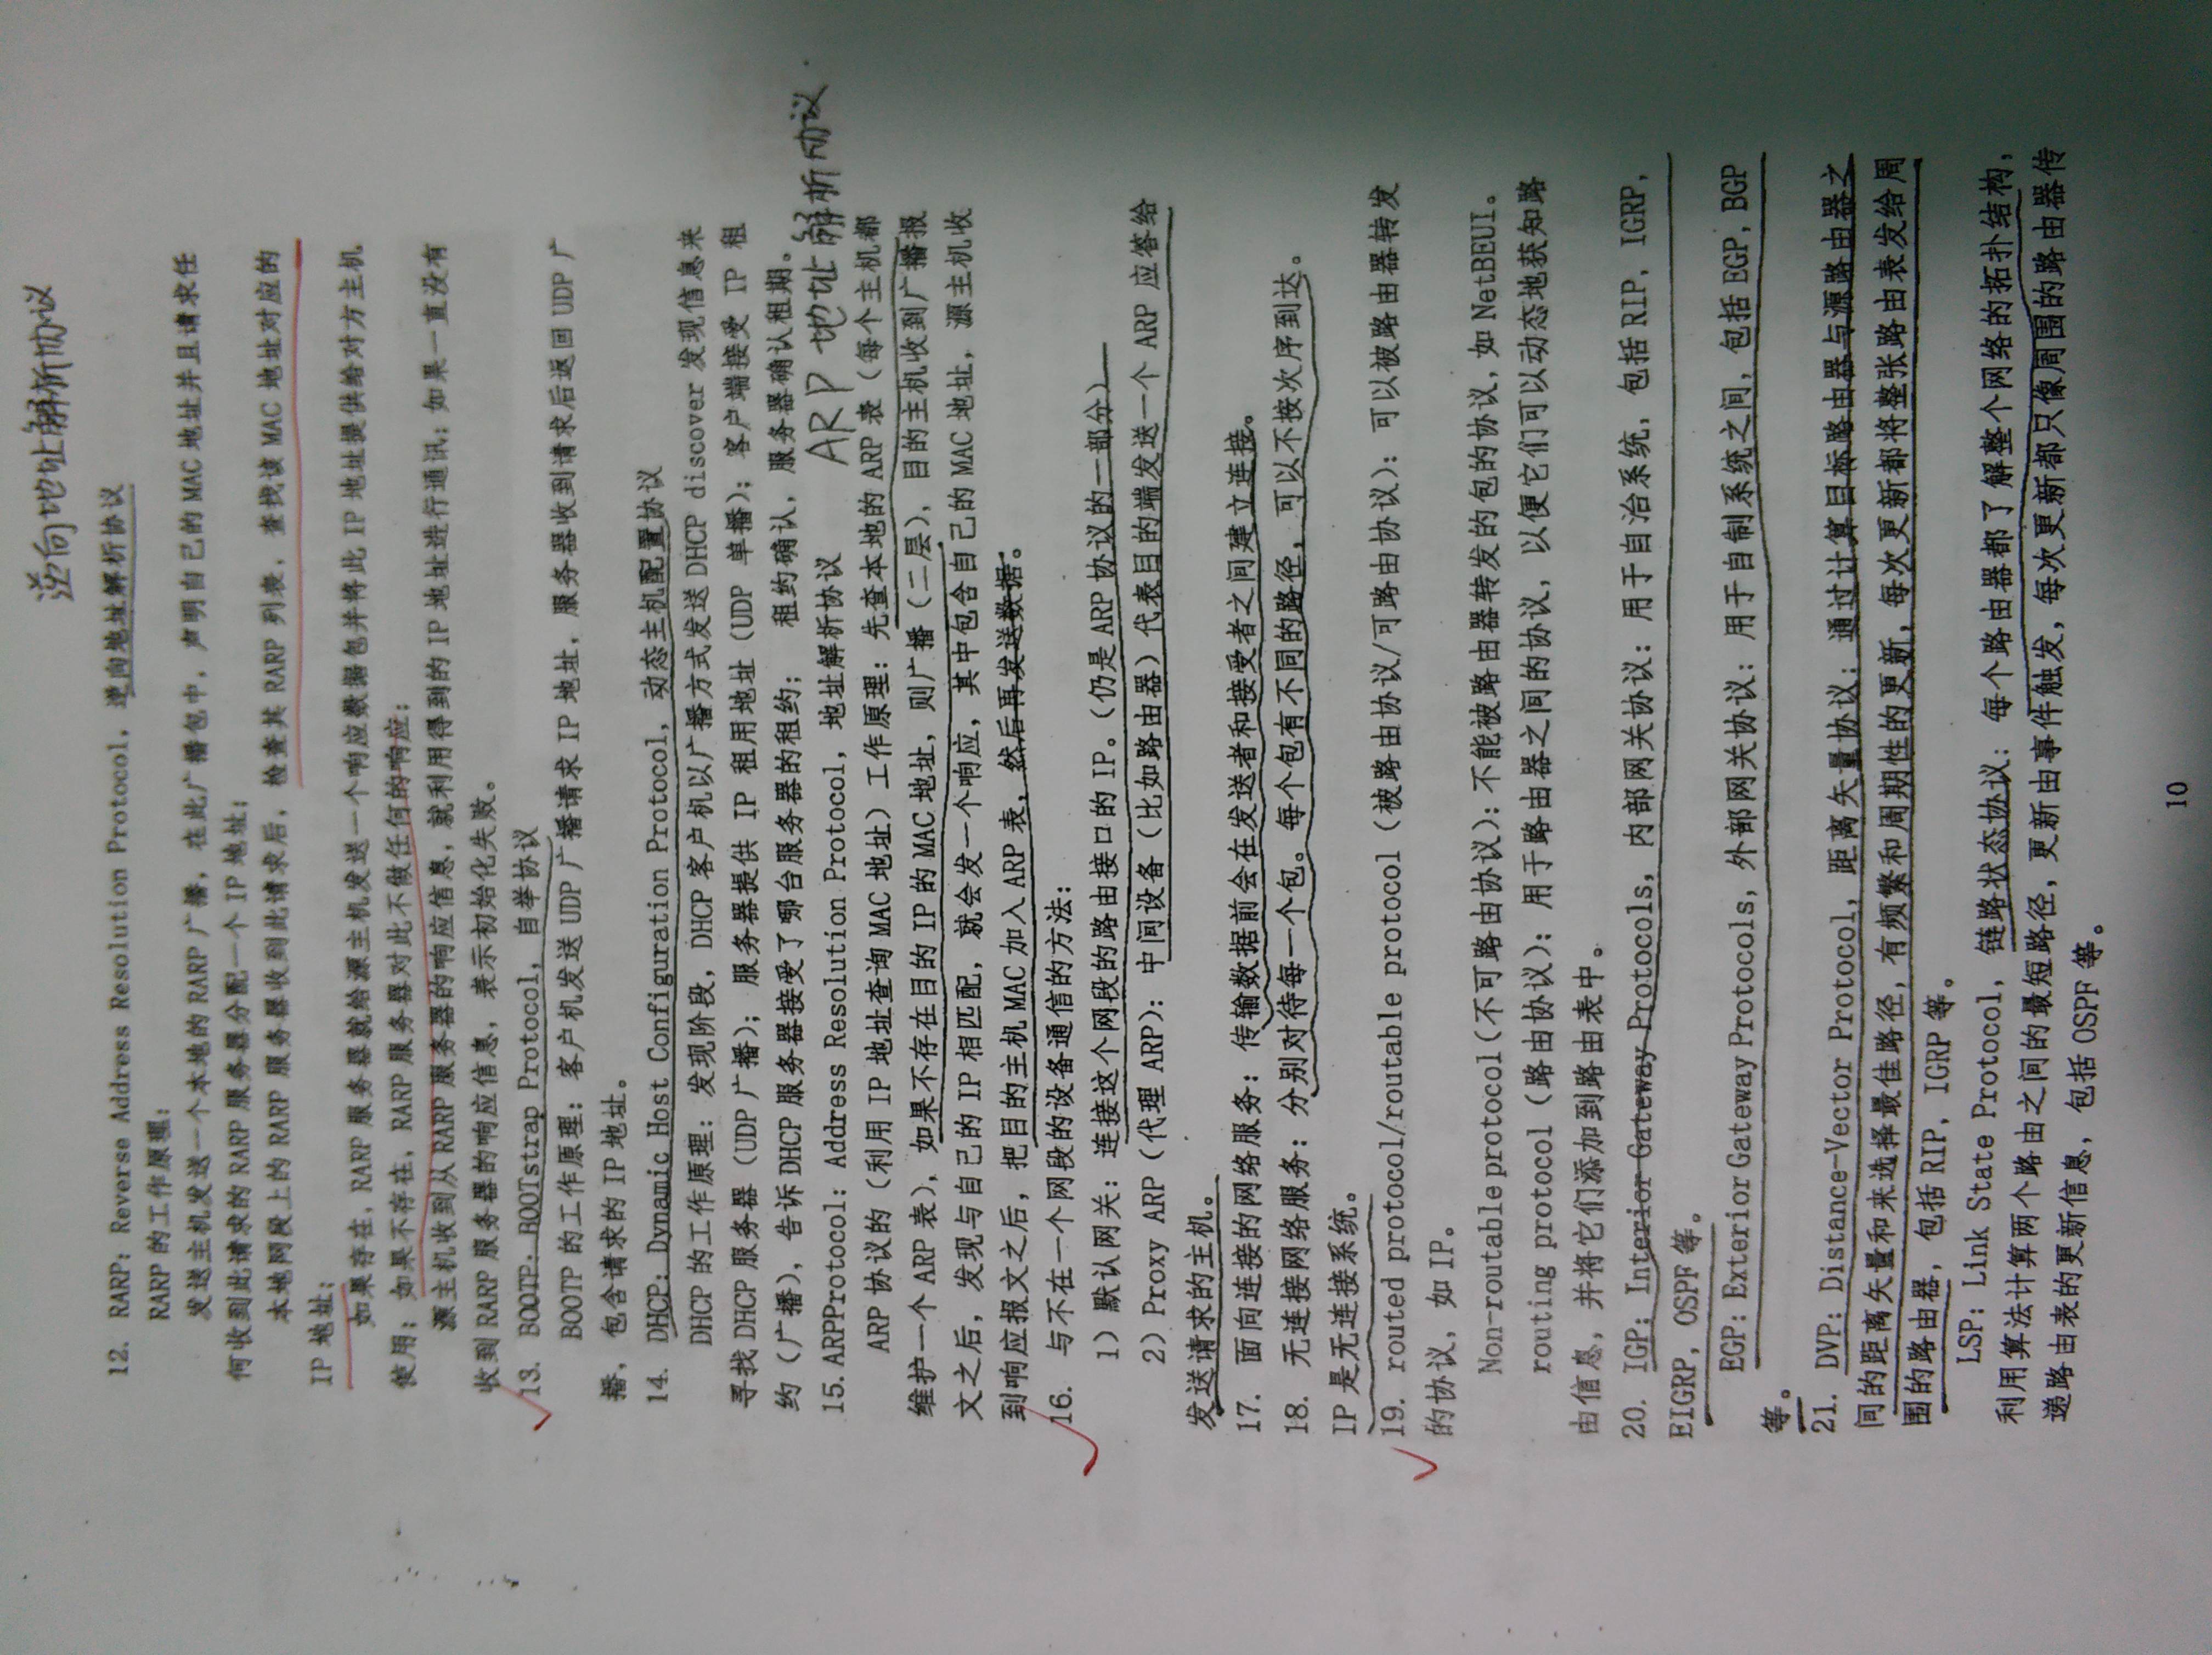 逆向地址解析协议
12. RARP: Reverse Address Resolution Protocol, 逆向地址解析协议
RARP 的工作原理:
发送主机发送一个本地的 RARP 广播, 在此广播包中, 声明自己的 MAC 地址并且请求任
何收到此请求的 RARP 服务器分配一个 IP 地址;
本地网段上的 RARP 服务器收到此请求后, 检查其 RARP 列表, 查找该 MAC 地址对应的
IP 地址;
如果存在, RARP 服务器就给源主机发送一个响应数据包并将此 IP 地址提供给对方主机
使用; 如果不存在, RARP 服务器对此不做任何的响应;
源主机收到从 RARP 服务器的响应信息, 就利用得到的 IP 地址进行通讯; 如果一直没有
收到 RARP 服务器的响应信息, 表示初始化失败。
13. BOOTP: BOOTstrap Protocol, 自举协议
BOOTP 的工作原理: 客户机发送 UDP 广播请求 IP 地址, 服务器收到请求后返回 UDP 广
播, 包含请求的 IP 地址。
14. DHCP: Dynamic Host Configuration Protocol, 动态主机配置协议
DHCP 的工作原理: 发现阶段, DHCP 客户机以广播方式发送 DHCP discover 发现信息来
寻找 DHCP 服务器（UDP 广播）; 服务器提供 IP 租用地址（UDP 单播）; 客户端接受 IP 租
约（广播）, 告诉 DHCP 服务器接受了哪台服务器的租约; 租约确认, 服务器确认租期。
15. ARPProtocol: Address Resolution Protocol, 地址解析协议 ARP 地址解析协议.
ARP 协议的（利用 IP 地址查询 MAC 地址）工作原理: 先查本地的 ARP 表（每个主机都
维护一个 ARP 表）, 如果不存在目的 IP 的 MAC 地址, 则广播（二层）, 目的主机收到广播报
文之后, 发现与自己的 IP 相匹配, 就会发一个响应, 其中包含自己的 MAC 地址, 源主机收
到响应报文之后, 把目的主机 MAC 加入 ARP 表, 然后再发送数据。
16. 与不在一个网段的设备通信的方法:
1）默认网关: 连接这个网段的路由接口的 IP。（仍是 ARP 协议的一部分）
2）Proxy ARP（代理 ARP）: 中间设备（比如路由器）代表目的端发送一个 ARP 应答给
发送请求的主机。
17. 面向连接的网络服务: 传输数据前会在发送者和接受者之间建立连接。
18. 无连接网络服务: 分别对待每一个包。每个包有不同的路径, 可以不按次序到达。
IP 是无连接系统。
19. routed protocol/routable protocol（被路由协议/可路由协议）: 可以被路由器转发
的协议, 如 IP。
Non-routable protocol（不可路由协议）: 不能被路由器转发的包的协议, 如 NetBEUI。
routing protocol（路由协议）: 用于路由器之间的协议, 以便它们可以动态地获知路
由信息, 并将它们添加到路由表中。
20. IGP: Interior Gateway Protocols, 内部网关协议: 用于自治系统, 包括 RIP, IGRP,
EIGRP, OSPF 等。
EGP: Exterior Gateway Protocols, 外部网关协议: 用于自制系统之间, 包括 EGP, BGP
等。
21. DVP: Distance-Vector Protocol, 距离矢量协议: 通过计算目标路由器与源路由器之
间的距离矢量和来选择最佳路径, 有频繁和周期性的更新, 每次更新都将整张路由表发给周
围的路由器, 包括 RIP, IGRP 等。
LSP: Link State Protocol, 链路状态协议: 每个路由器都了解整个网络的拓扑结构,
利用算法计算两个路由之间的最短路径, 更新由事件触发, 每次更新都只像周围的路由器传
递路由表的更新信息, 包括 OSPF 等。
10